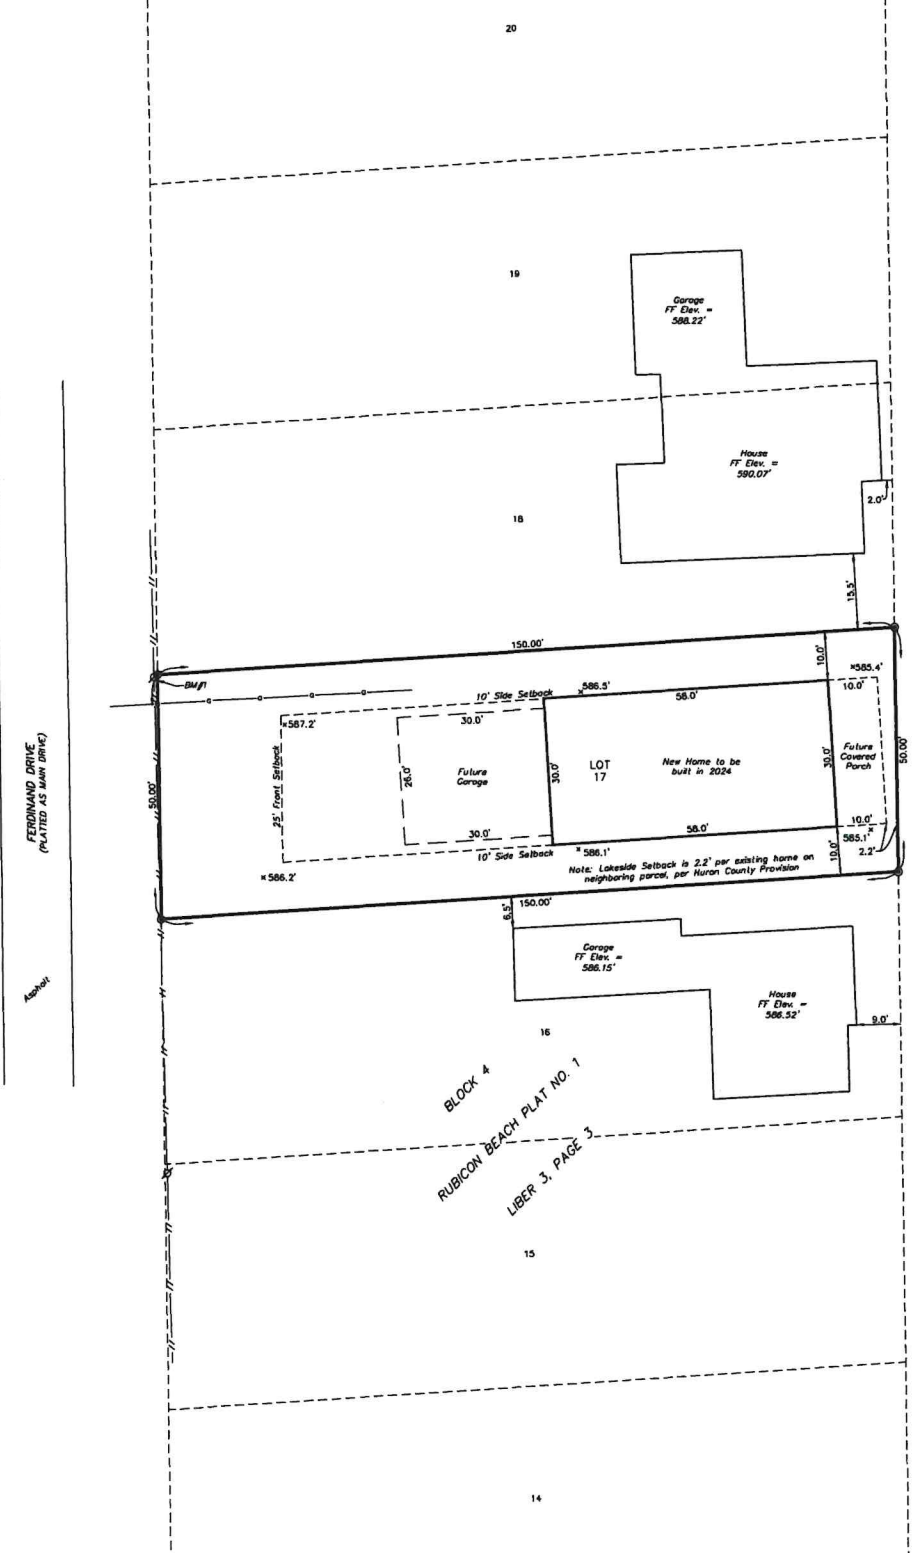 20
19
Garage
FF Elev. =
588.22'
House
FF Elev. =
590.07'
2.0'
18
15.5'
150.00'
10.0'
BM#1
G
G
G
G
10' Side Setback
×586.5'
58.0'
×585.4'
10.0'
×587.2'
30.0'
25' Front Setback
26.0'
Future
Garage
30.0'
LOT
17
New Home to be
built in 2024
30.0'
Future
Covered
Porch
50.00'
50.00'
FERDINAND DRIVE
(PLATTED AS MAIN DRIVE)
30.0'
58.0'
10.0'
585.1'×
2.2'
10.0'
10' Side Setback
×586.1'
Note: Lakeside Setback is 2.2' per existing home on
neighboring parcel, per Huron County Provision
×586.2'
6.5'
150.00'
Garage
FF Elev. =
586.15'
House
FF Elev. =
586.52'
9.0'
Asphalt
16
BLOCK 4
RUBICON BEACH PLAT NO. 1
LIBER 3, PAGE 3
15
14